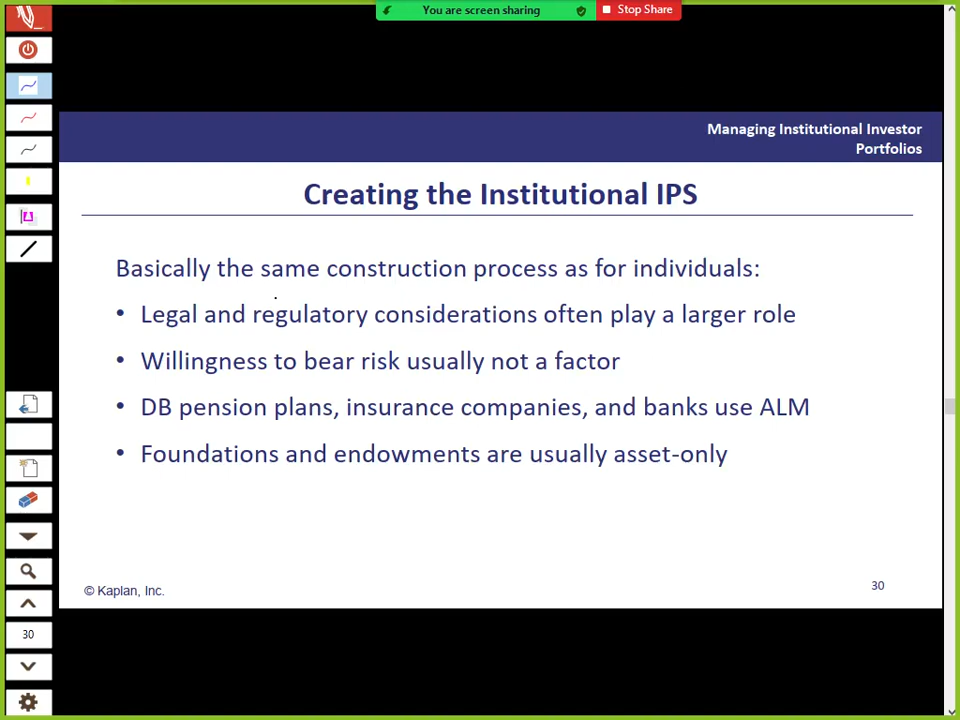 You are screen sharing
Stop Share
Managing Institutional Investor
Portfolios
Creating the Institutional IPS
Basically the same construction process as for individuals:
• Legal and regulatory considerations often play a larger role
• Willingness to bear risk usually not a factor
• DB pension plans, insurance companies, and banks use ALM
• Foundations and endowments are usually asset-only
© Kaplan, Inc.
30
30